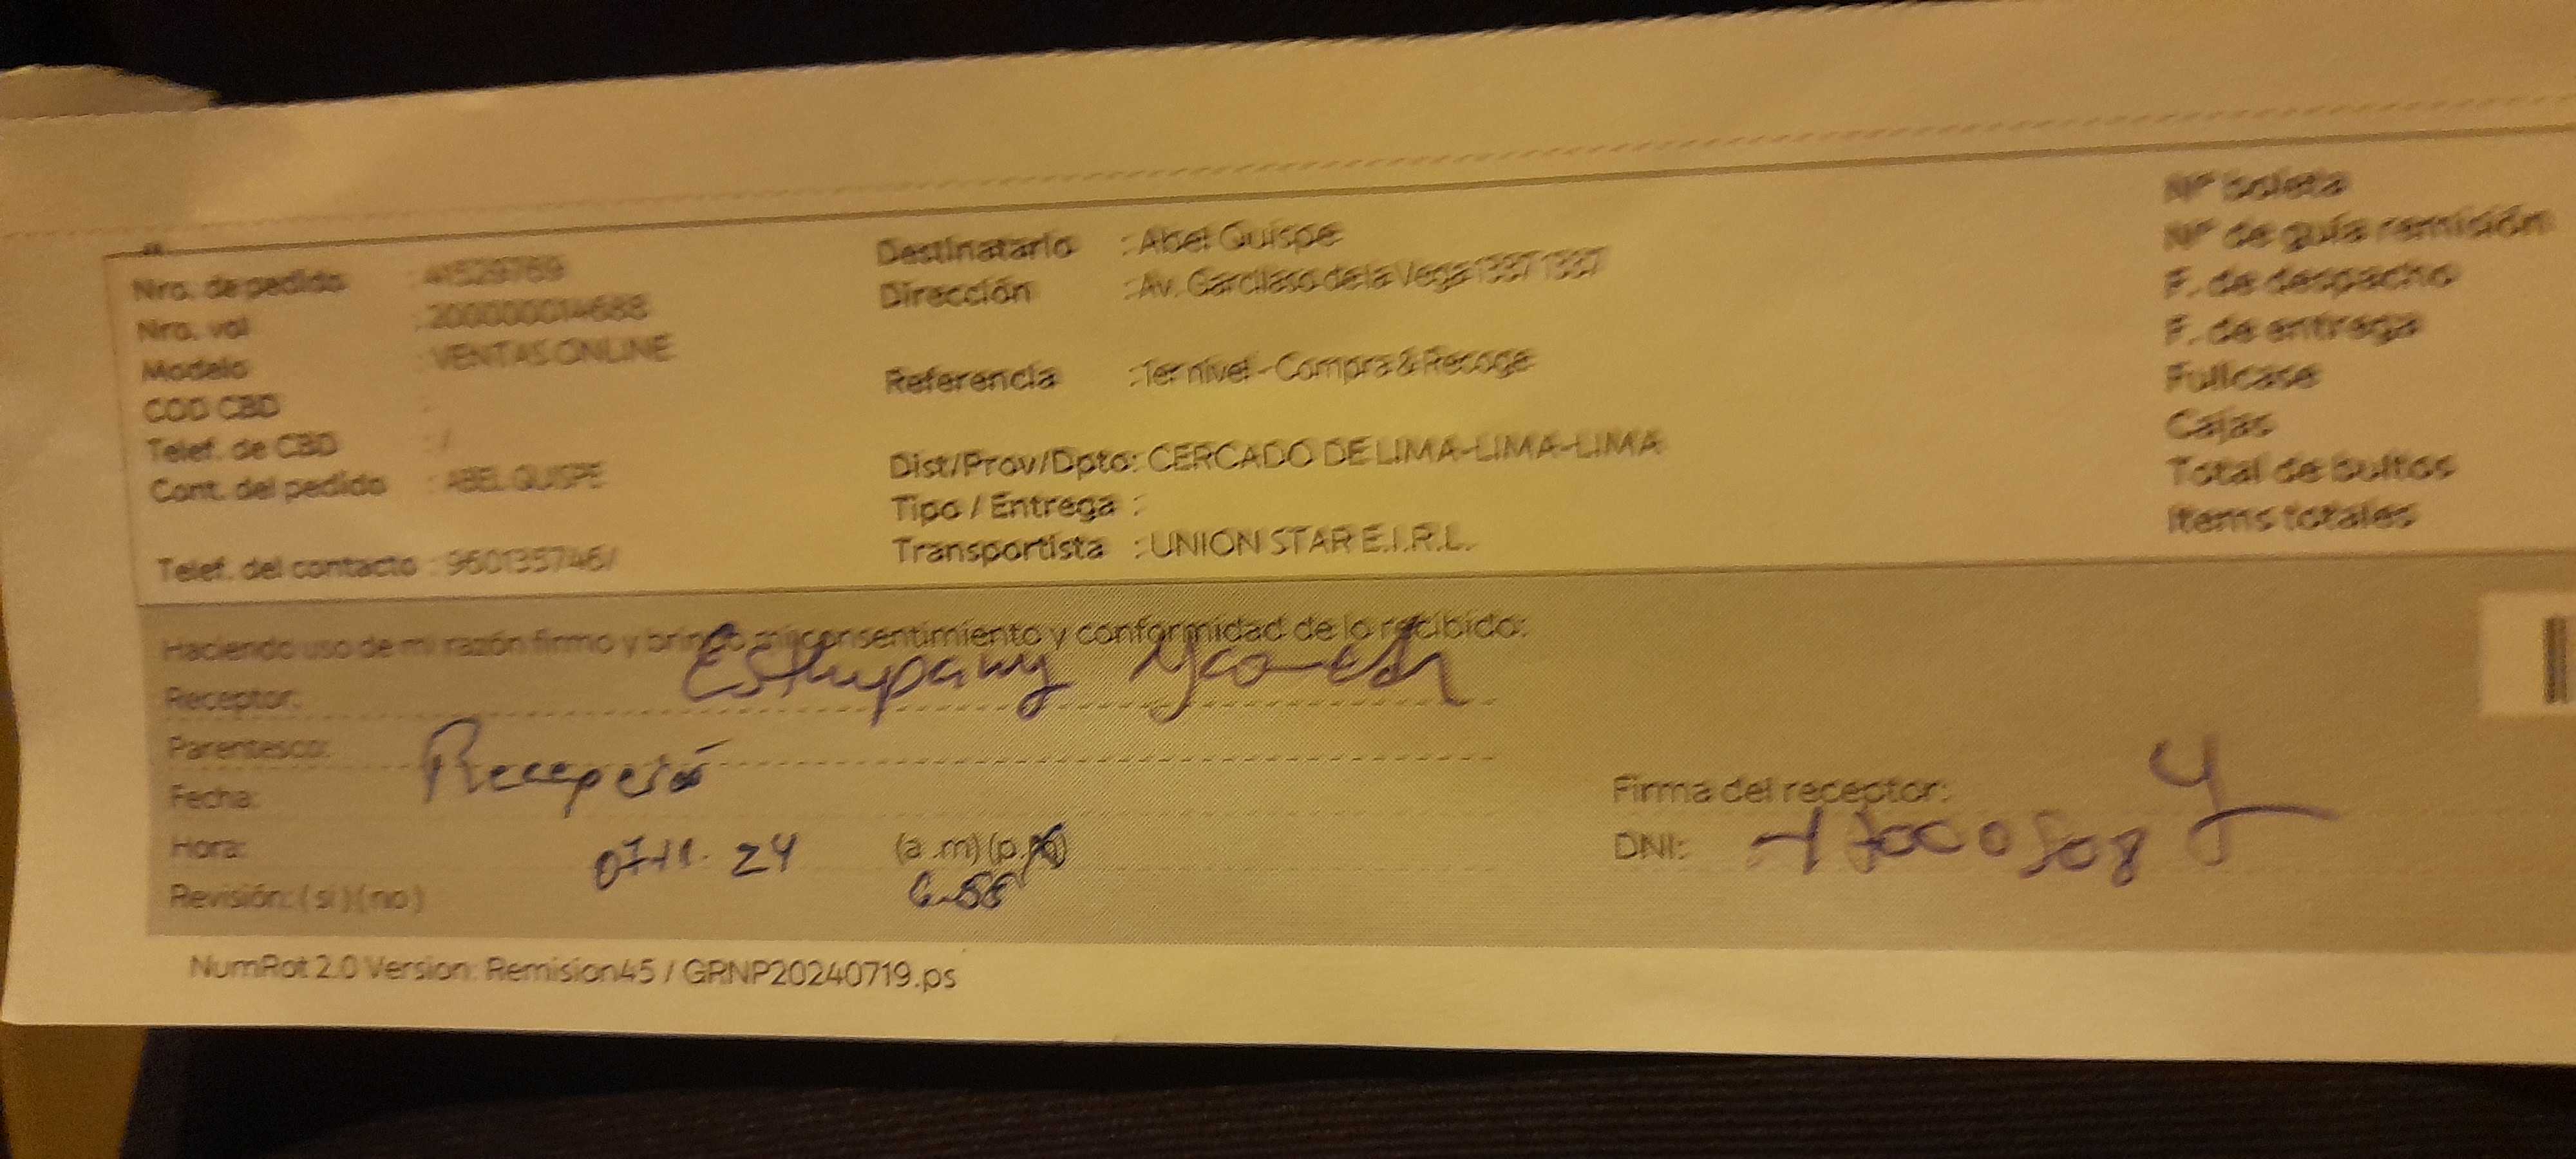 Nro. de pedido : 41529769
Nro. val : 200000014688
Modelo : VENTAS ONLINE
COD CBD :
Telef. de CBD : /
Cont. del pedido : ABEL QUISPE
Telef. del contacto : 960135746/
Destinatario : Abel Quispe
Dirección : Av. Garcilaso de la Vega 1337 1337
Referencia : 1er nivel - Compra & Recoge
Dist/Prov/Dpto: CERCADO DE LIMA-LIMA-LIMA
Tipo / Entrega :
Transportista : UNION STAR E.I.R.L.
Nº boleta
Nº de guía remisión
F. de despacho
F. de entrega
Fullcase
Cajas
Total de bultos
Items totales
Haciendo uso de mi razón firmo y brindo mi consentimiento y conformidad de lo recibido:
Receptor:
Parentesco:
Fecha:
Hora: 07-11. 24 (a .m) (p.m)
Revisión: ( si ) ( no )
Firma del receptor:
DNI:
NumRot 2.0 Version: Remision45 / GRNP20240719.ps